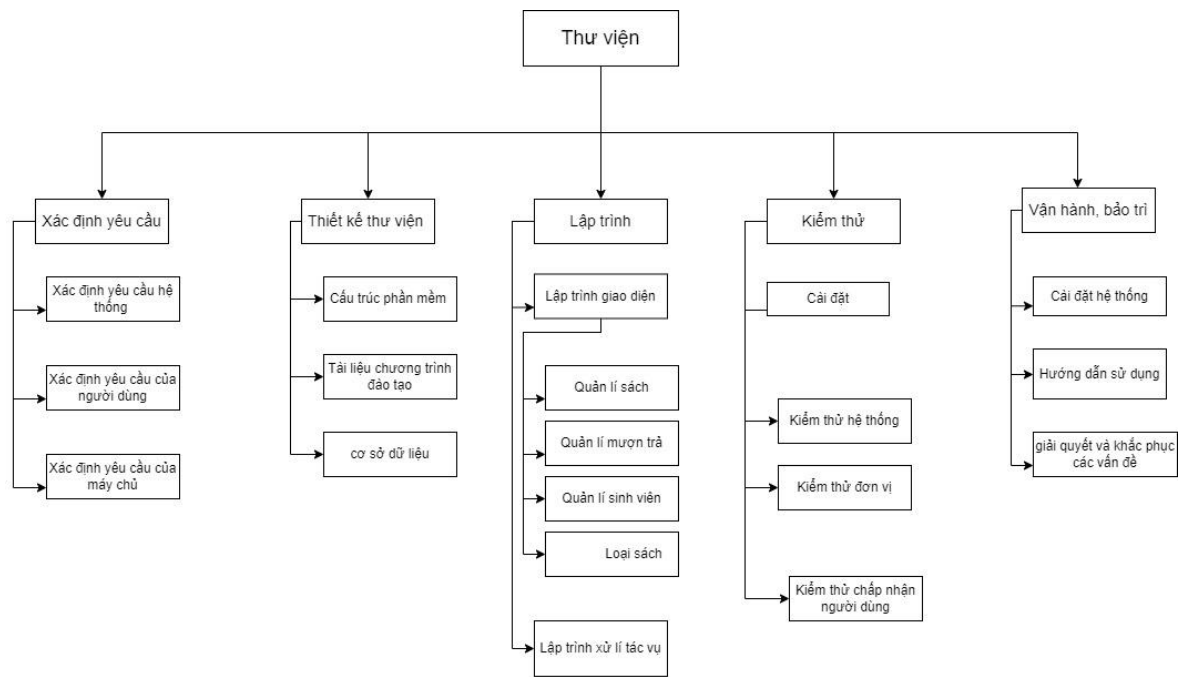 Thư viện
Xác định yêu cầu
Xác định yêu cầu hệ
thống
Xác định yêu cầu của
người dùng
Xác định yêu cầu của
máy chủ
Thiết kế thư viện
Cấu trúc phần mềm
Tài liệu chương trình
đào tạo
cơ sở dữ liệu
Lập trình
Lập trình giao diện
Quản lí sách
Quản lí mượn trả
Quản lí sinh viên
Loại sách
Lập trình xử lí tác vụ
Kiểm thử
Cài đặt
Kiểm thử hệ thống
Kiểm thử đơn vị
Kiểm thử chấp nhận
người dùng
Vận hành, bảo trì
Cài đặt hệ thống
Hướng dẫn sử dụng
giải quyết và khắc phục
các vấn đề